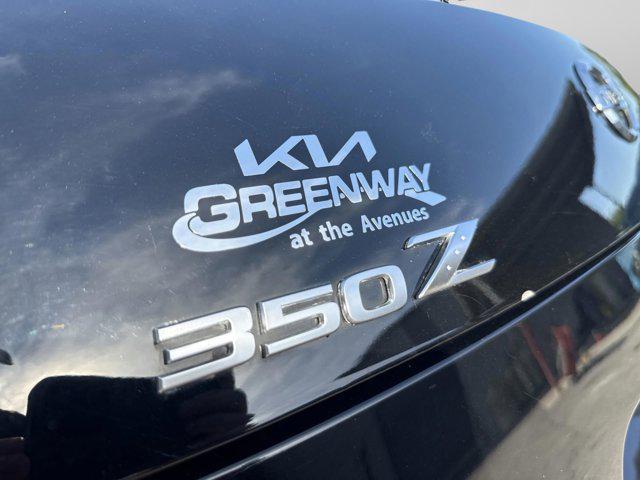 KIA
GREENWAY
at the Avenues
350Z